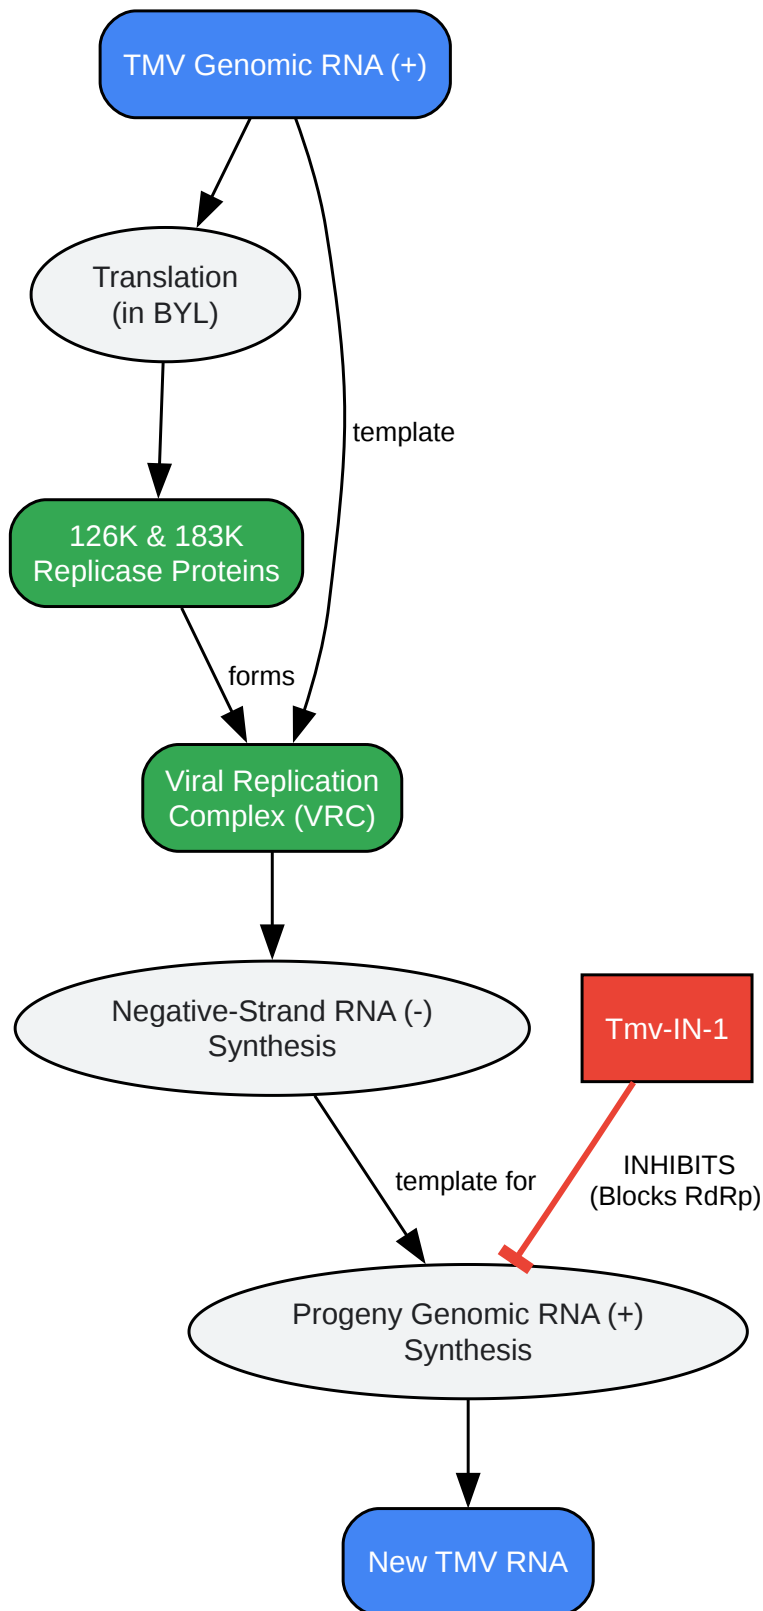 TMV Genomic RNA (+)
Translation
(in BYL)
template
126K & 183K
Replicase Proteins
forms
Viral Replication
Complex (VRC)
Negative-Strand RNA (-)
Synthesis
Tmv-IN-1
template for
INHIBITS
(Blocks RdRp)
Progeny Genomic RNA (+)
Synthesis
New TMV RNA